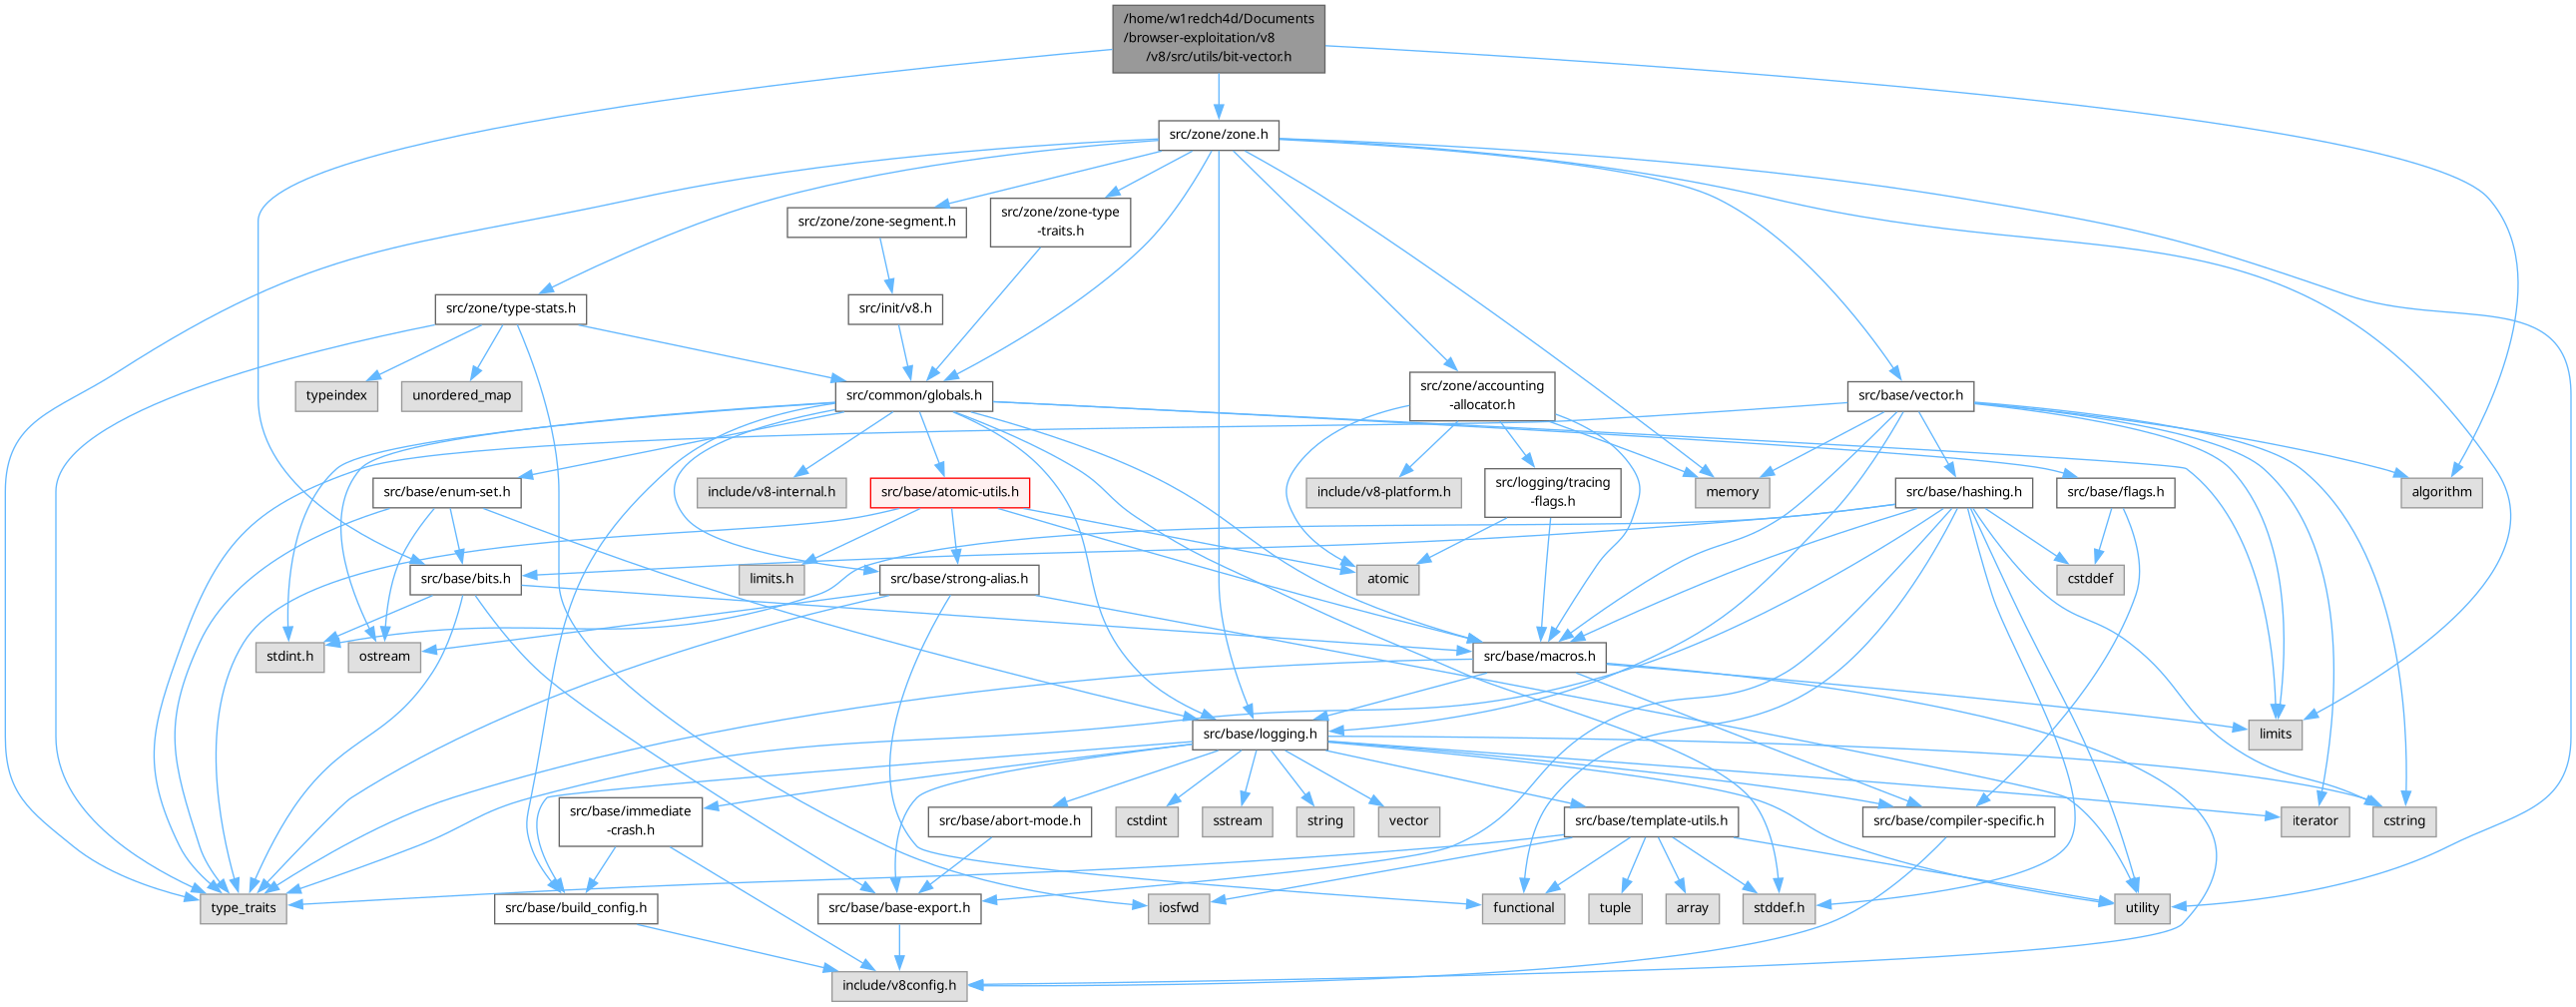 /home/w1redch4d/Documents
/browser-exploitation/v8
/v8/src/utils/bit-vector.h
src/zone/zone.h
src/zone/zone-segment.h
src/zone/zone-type
-traits.h
src/zone/type-stats.h
src/init/v8.h
typeindex
unordered_map
src/common/globals.h
src/zone/accounting
-allocator.h
src/base/vector.h
src/base/enum-set.h
include/v8-internal.h
src/base/atomic-utils.h
include/v8-platform.h
src/logging/tracing
-flags.h
memory
src/base/hashing.h
src/base/flags.h
algorithm
src/base/bits.h
limits.h
src/base/strong-alias.h
atomic
cstddef
stdint.h
ostream
src/base/macros.h
src/base/logging.h
limits
src/base/immediate
-crash.h
src/base/abort-mode.h
cstdint
sstream
string
vector
src/base/template-utils.h
src/base/compiler-specific.h
iterator
cstring
type_traits
src/base/build_config.h
src/base/base-export.h
iosfwd
functional
tuple
array
stddef.h
utility
include/v8config.h